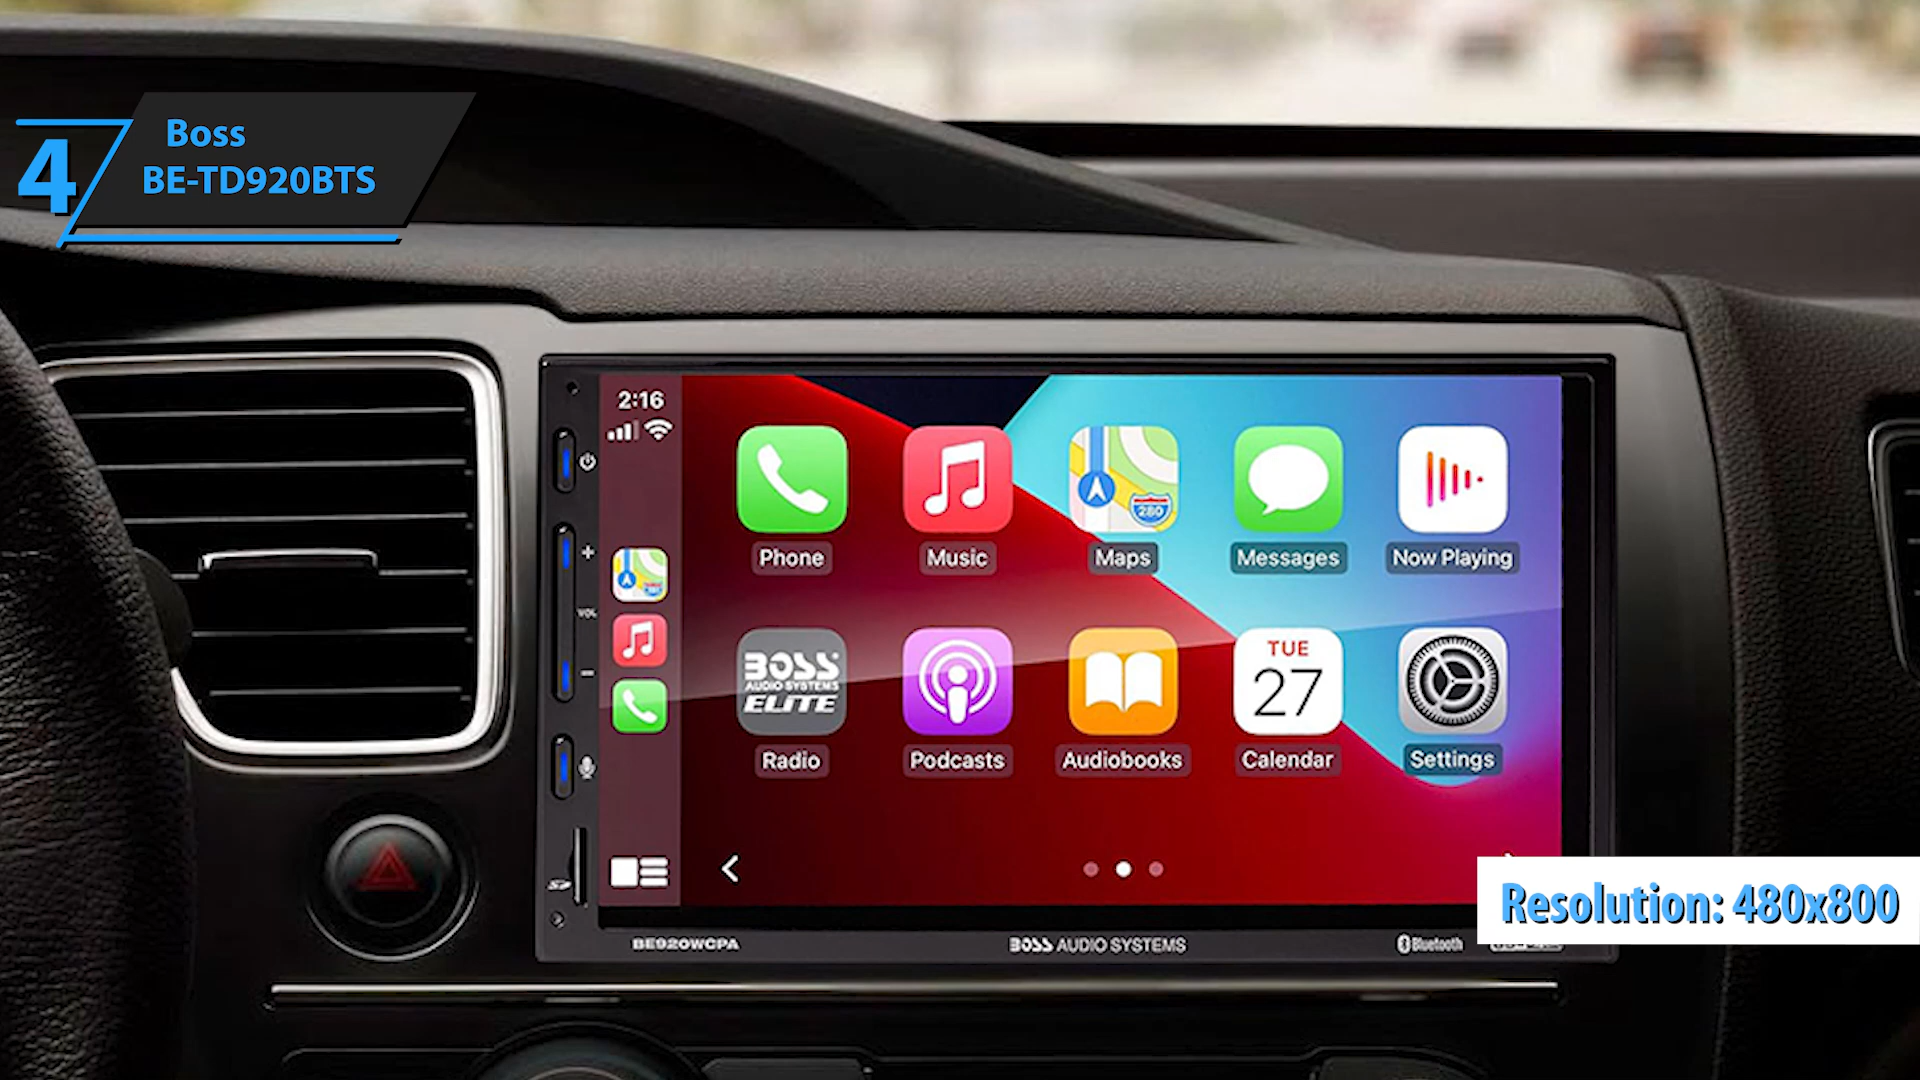 4
Boss
BE-TD920BTS
2:16
280
Phone
Music
Maps
Messages
Now Playing
VOL
BOSS
AUDIO SYSTEMS
ELITE
TUE
27
Radio
Podcasts
Audiobooks
Calendar
Settings
Resolution: 480x800
BE920WCPA
BOSS AUDIO SYSTEMS
Bluetooth